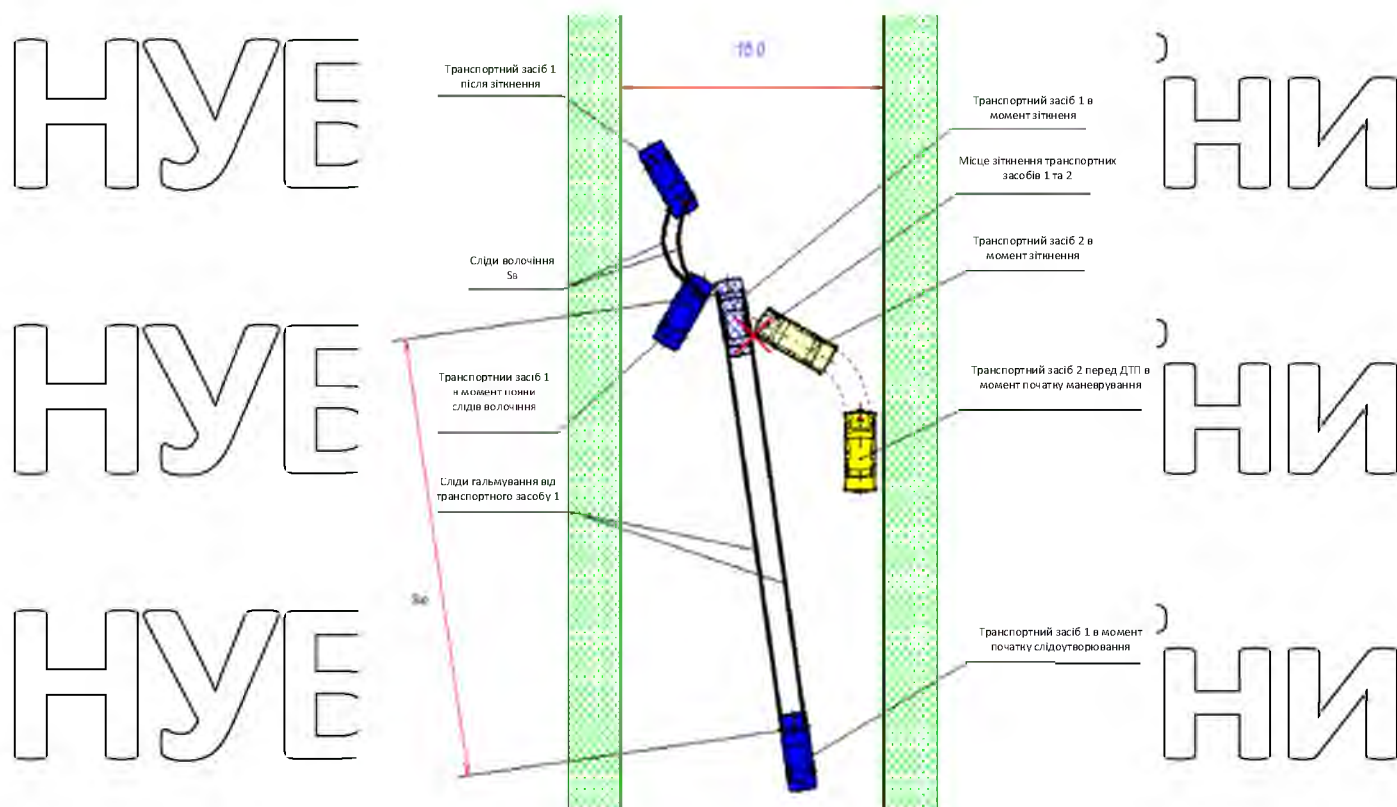 НУБ
НУБ
НУБ
НИ
НИ
НИ
18.0
Транспортний засіб 1
після зіткнення
Транспортний засіб 1 в
момент зіткненя
Місце зіткнення транспортних
засобів 1 та 2
Транспортний засіб 2 в
момент зіткнення
Сліди волочіння
Sв
Транспортний засіб 1
в момент появи
слідів волочіння
Транспортний засіб 2 перед ДТП в
момент початку маневрування
Сліди гальмування від
транспортного засобу 1
Транспортний засіб 1 в момент
початку слідоутворювання